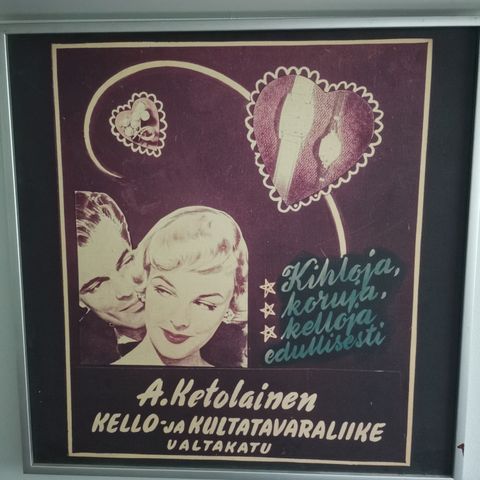 Kihloja,
koruja,
kelloja
edullisesti
A. Ketolainen
KELLO- JA KULTATAVARALIIKE
VALTAKATU